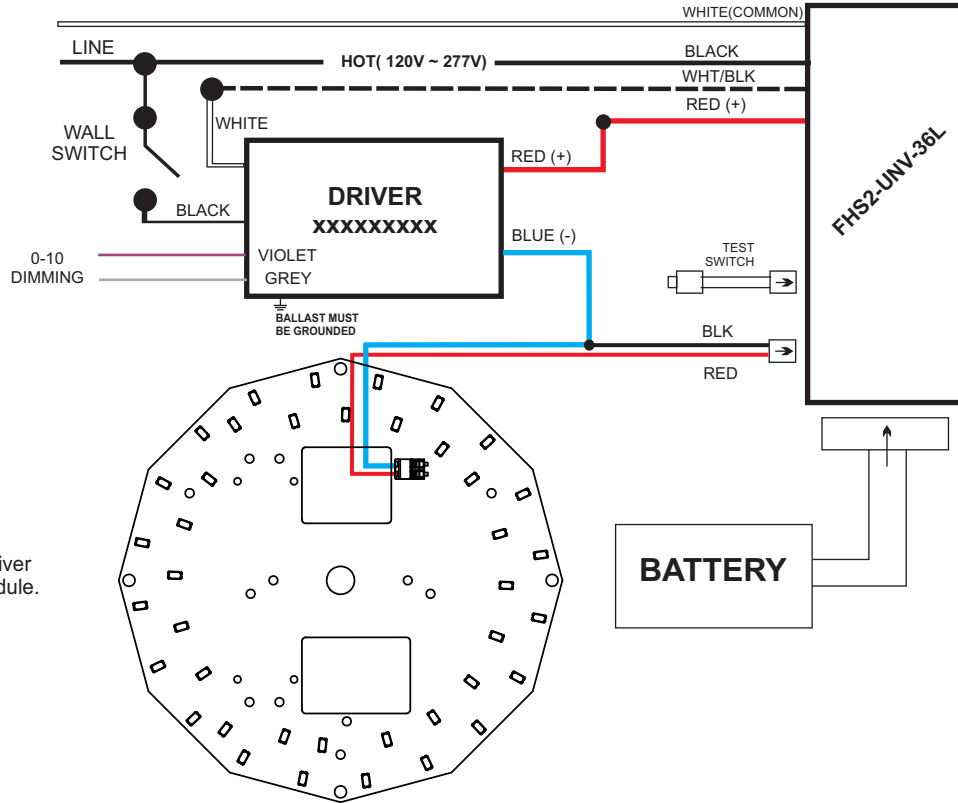 WHITE(COMMON)
LINE
HOT( 120V ~ 277V)
BLACK
WHT/BLK
RED (+)
WHITE
WALL
SWITCH
RED (+)
DRIVER
xxxxxxxxx
FHS2-UNV-36L
BLACK
BLUE (-)
0-10
DIMMING
VIOLET
GREY
TEST
SWITCH
BALLAST MUST
BE GROUNDED
BLK
RED
iver
dule.
BATTERY